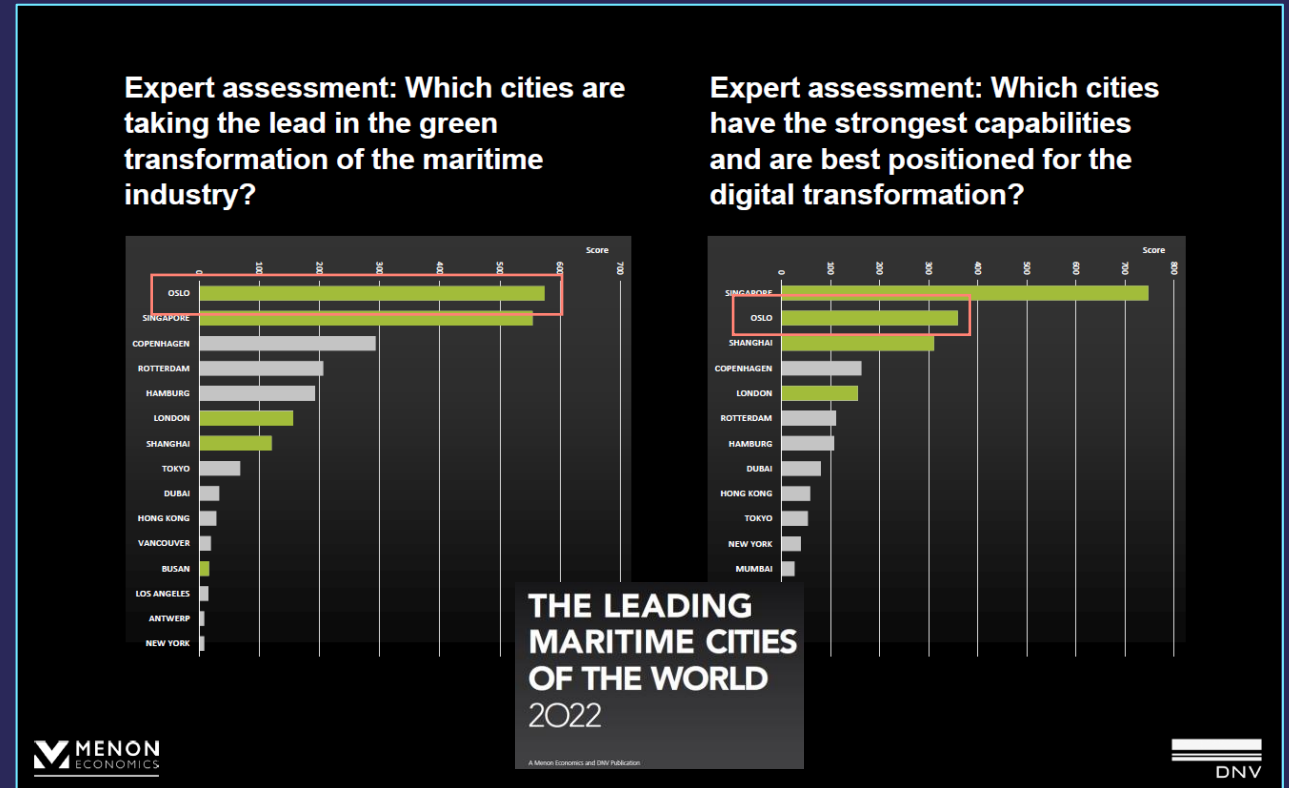 Expert assessment: Which cities are
taking the lead in the green
transformation of the maritime
industry?
Score
0
100
200
300
400
500
600
700
OSLO
SINGAPORE
COPENHAGEN
ROTTERDAM
HAMBURG
LONDON
SHANGHAI
TOKYO
DUBAI
HONG KONG
VANCOUVER
BUSAN
LOS ANGELES
ANTWERP
NEW YORK
Expert assessment: Which cities
have the strongest capabilities
and are best positioned for the
digital transformation?
Score
0
100
200
300
400
500
600
700
800
SINGAPORE
OSLO
SHANGHAI
COPENHAGEN
LONDON
ROTTERDAM
HAMBURG
DUBAI
HONG KONG
TOKYO
NEW YORK
MUMBAI
THE LEADING
MARITIME CITIES
OF THE WORLD
2022
A Menon Economics and DNV Publication
MENON
ECONOMICS
DNV